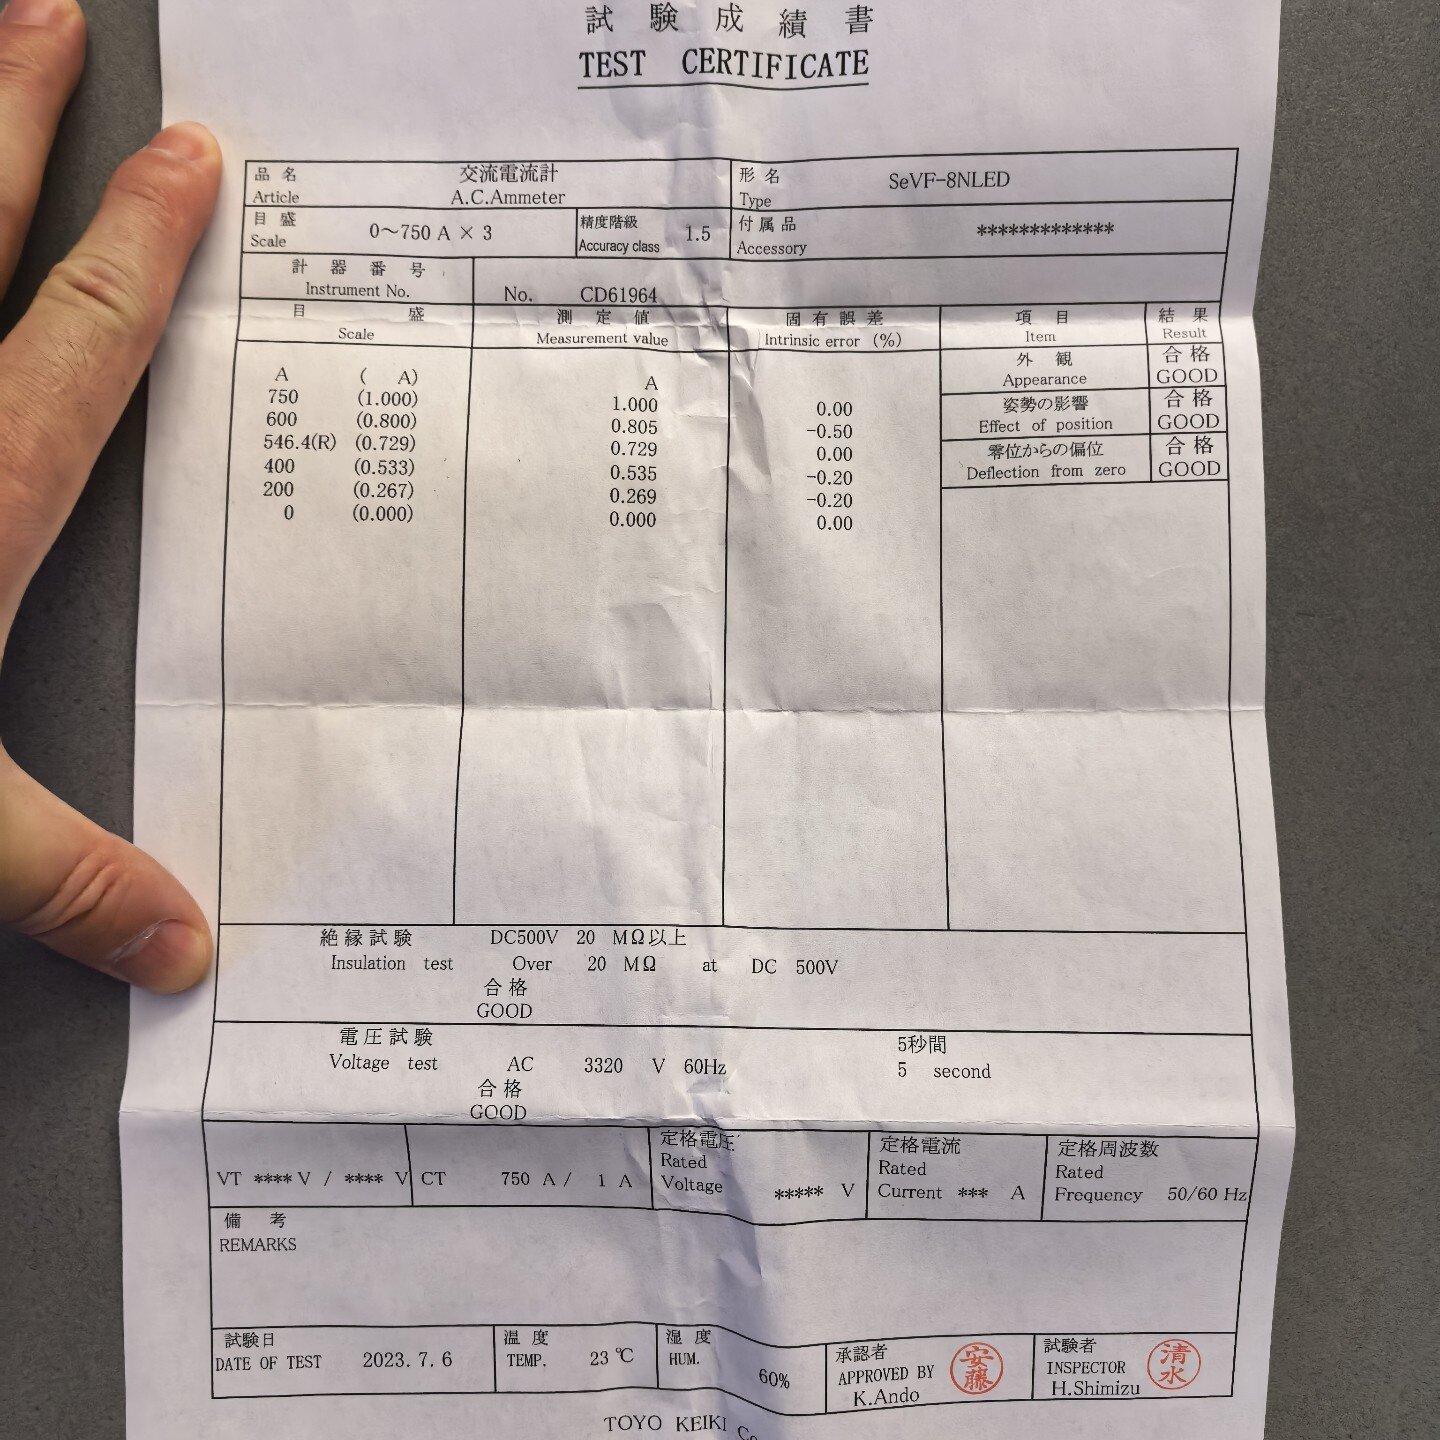 試験成績書
TEST CERTIFICATE
品名 交流電流計 形名 SeVF-8NLED
Article A.C.Ammeter Type
目盛 0～750 A × 3 精度階級 1.5 付属品 *************
Scale Accuracy class Accessory
計器番号
Instrument No. No. CD61964
目盛 測定値 固有誤差 項目 結果
Scale Measurement value Intrinsic error (%) Item Result
A ( A) A 外観 合格
Appearance GOOD
750 (1.000) 1.000 0.00 姿勢の影響 合格
600 (0.800) 0.805 -0.50 Effect of position GOOD
546.4(R) (0.729) 0.729 0.00 零位からの偏位 合格
400 (0.533) 0.535 -0.20 Deflection from zero GOOD
200 (0.267) 0.269 -0.20
0 (0.000) 0.000 0.00
絶縁試験 DC500V 20 MΩ以上
Insulation test Over 20 MΩ at DC 500V
合格
GOOD
電圧試験 5秒間
Voltage test AC 3320 V 60Hz 5 second
合格
GOOD
定格電圧 定格電流 定格周波数
Rated Rated Rated
VT ****V / **** V CT 750 A / 1 A Voltage ***** V Current *** A Frequency 50/60 Hz
備考
REMARKS
試験日 温度 湿度 承認者 安藤 試験者 清水
DATE OF TEST 2023.7.6 TEMP. 23 ℃ HUM. 60% APPROVED BY INSPECTOR
K.Ando H.Shimizu
TOYO KEIKI Co